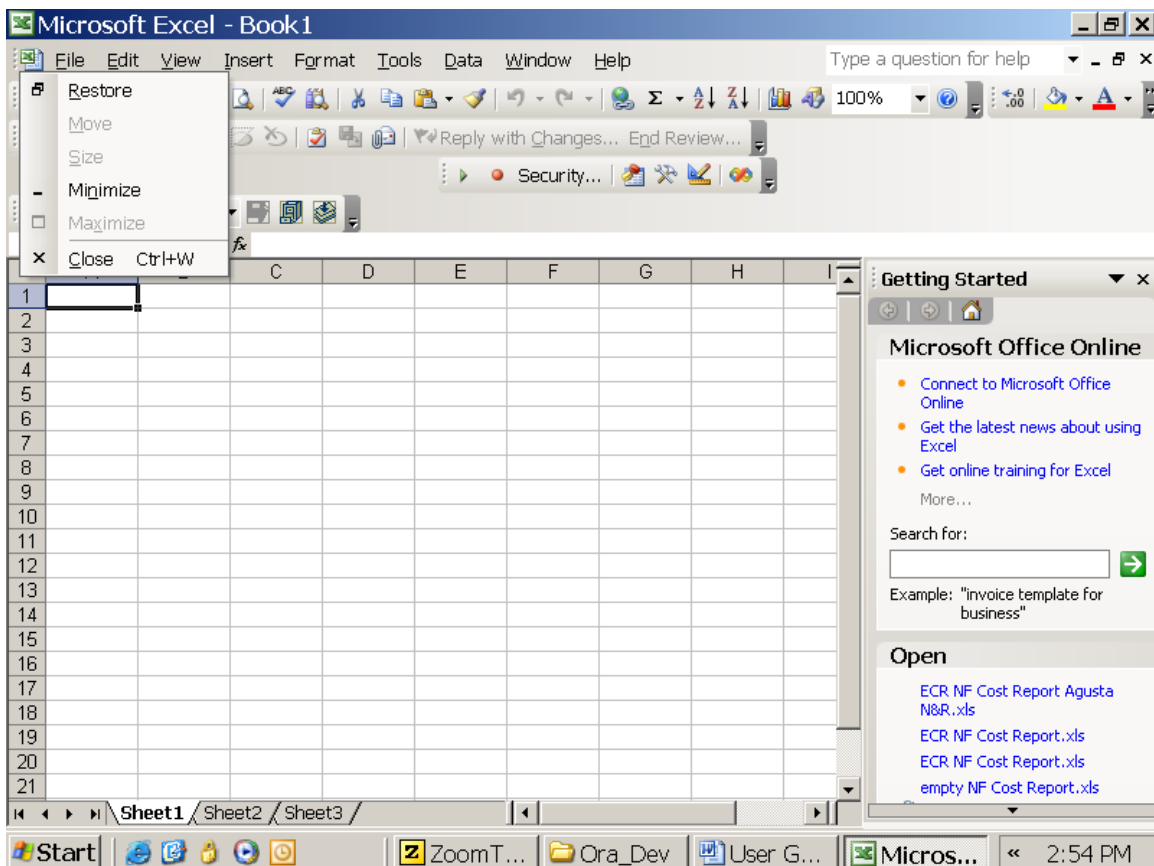 Microsoft Excel - Book1
File Edit View Insert Format Tools Data Window Help Type a question for help
Restore
Move
Size
Minimize
Maximize
Close Ctrl+W
ABC Σ A Z Z A 100% ? .00 A
Reply with Changes... End Review...
Security...
fx
C D E F G H I
1
2
3
4
5
6
7
8
9
10
11
12
13
14
15
16
17
18
19
20
21
Getting Started
Microsoft Office Online
Connect to Microsoft Office
Online
Get the latest news about using
Excel
Get online training for Excel
More...
Search for:
Example: "invoice template for
business"
Open
ECR NF Cost Report Agusta
N&R.xls
ECR NF Cost Report.xls
ECR NF Cost Report.xls
empty NF Cost Report.xls
Sheet1 Sheet2 Sheet3
Start Z ZoomT... Ora_Dev User G... Micros... « 2:54 PM